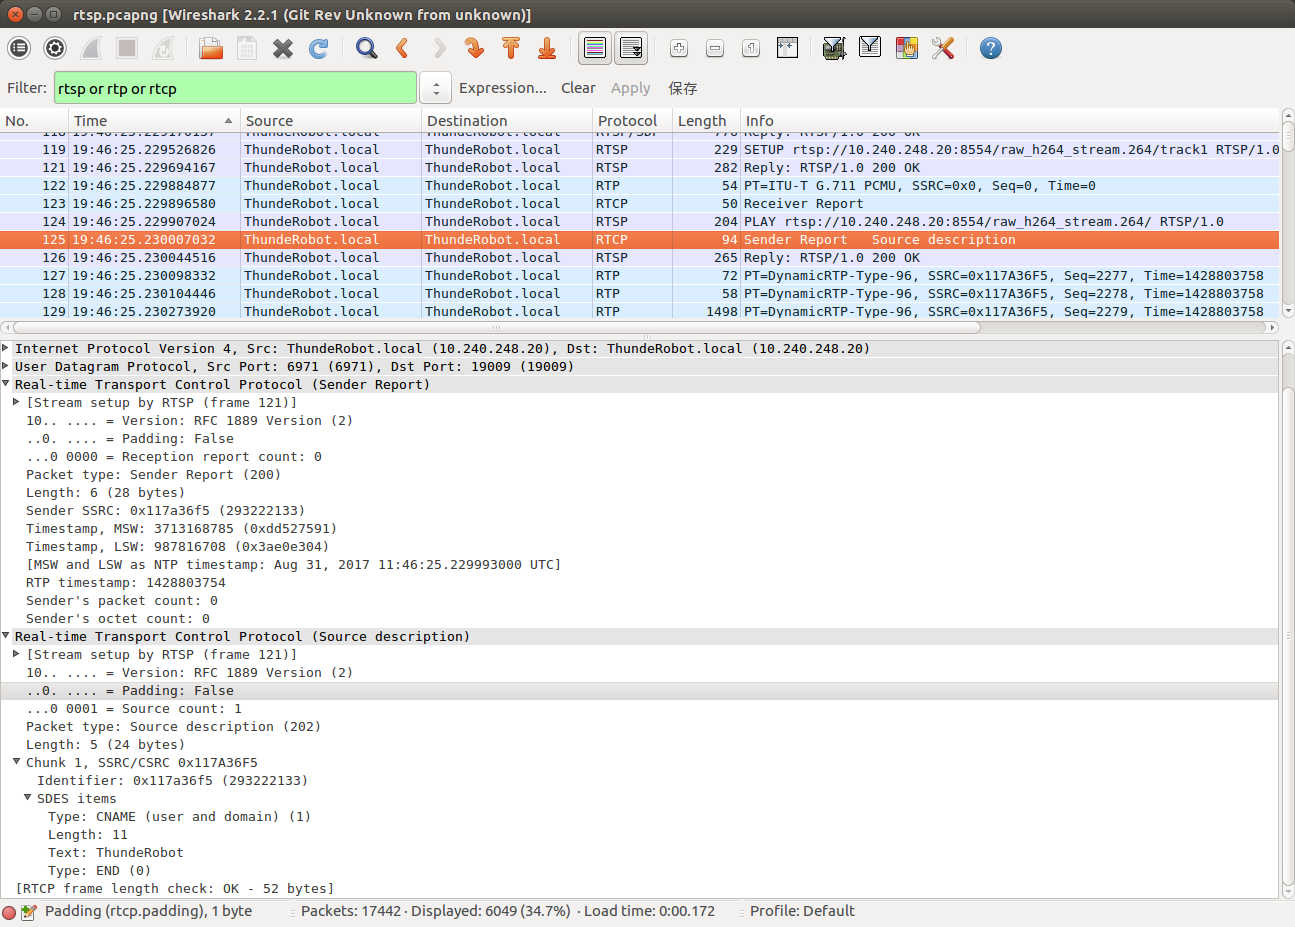 rtsp.pcapng [Wireshark 2.2.1 (Git Rev Unknown from unknown)]
Filter: rtsp or rtp or rtcp Expression... Clear Apply 保存
No. Time Source Destination Protocol Length Info
118 19:46:25.229170137 ThundeRobot.local ThundeRobot.local RTSP/SDP 776 Reply: RTSP/1.0 200 OK
119 19:46:25.229526826 ThundeRobot.local ThundeRobot.local RTSP 229 SETUP rtsp://10.240.248.20:8554/raw_h264_stream.264/track1 RTSP/1.0
121 19:46:25.229694167 ThundeRobot.local ThundeRobot.local RTSP 282 Reply: RTSP/1.0 200 OK
122 19:46:25.229884877 ThundeRobot.local ThundeRobot.local RTP 54 PT=ITU-T G.711 PCMU, SSRC=0x0, Seq=0, Time=0
123 19:46:25.229896580 ThundeRobot.local ThundeRobot.local RTCP 50 Receiver Report
124 19:46:25.229907024 ThundeRobot.local ThundeRobot.local RTSP 204 PLAY rtsp://10.240.248.20:8554/raw_h264_stream.264/ RTSP/1.0
125 19:46:25.230007032 ThundeRobot.local ThundeRobot.local RTCP 94 Sender Report Source description
126 19:46:25.230044516 ThundeRobot.local ThundeRobot.local RTSP 265 Reply: RTSP/1.0 200 OK
127 19:46:25.230098332 ThundeRobot.local ThundeRobot.local RTP 72 PT=DynamicRTP-Type-96, SSRC=0x117A36F5, Seq=2277, Time=1428803758
128 19:46:25.230104446 ThundeRobot.local ThundeRobot.local RTP 58 PT=DynamicRTP-Type-96, SSRC=0x117A36F5, Seq=2278, Time=1428803758
129 19:46:25.230273920 ThundeRobot.local ThundeRobot.local RTP 1498 PT=DynamicRTP-Type-96, SSRC=0x117A36F5, Seq=2279, Time=1428803758
Internet Protocol Version 4, Src: ThundeRobot.local (10.240.248.20), Dst: ThundeRobot.local (10.240.248.20)
User Datagram Protocol, Src Port: 6971 (6971), Dst Port: 19009 (19009)
Real-time Transport Control Protocol (Sender Report)
[Stream setup by RTSP (frame 121)]
10.. .... = Version: RFC 1889 Version (2)
..0. .... = Padding: False
...0 0000 = Reception report count: 0
Packet type: Sender Report (200)
Length: 6 (28 bytes)
Sender SSRC: 0x117a36f5 (293222133)
Timestamp, MSW: 3713168785 (0xdd527591)
Timestamp, LSW: 987816708 (0x3ae0e304)
[MSW and LSW as NTP timestamp: Aug 31, 2017 11:46:25.229993000 UTC]
RTP timestamp: 1428803754
Sender's packet count: 0
Sender's octet count: 0
Real-time Transport Control Protocol (Source description)
[Stream setup by RTSP (frame 121)]
10.. .... = Version: RFC 1889 Version (2)
..0. .... = Padding: False
...0 0001 = Source count: 1
Packet type: Source description (202)
Length: 5 (24 bytes)
Chunk 1, SSRC/CSRC 0x117A36F5
Identifier: 0x117a36f5 (293222133)
SDES items
Type: CNAME (user and domain) (1)
Length: 11
Text: ThundeRobot
Type: END (0)
[RTCP frame length check: OK - 52 bytes]
Padding (rtcp.padding), 1 byte Packets: 17442 · Displayed: 6049 (34.7%) · Load time: 0:00.172 Profile: Default